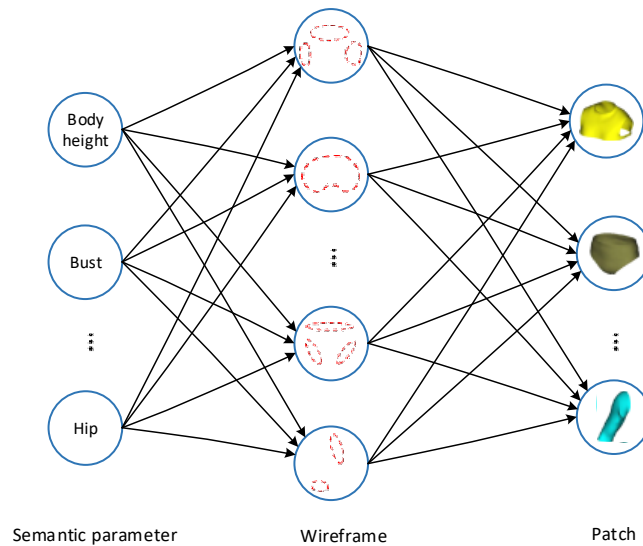 Body
height
Bust
Hip
Semantic parameter
Wireframe
Patch